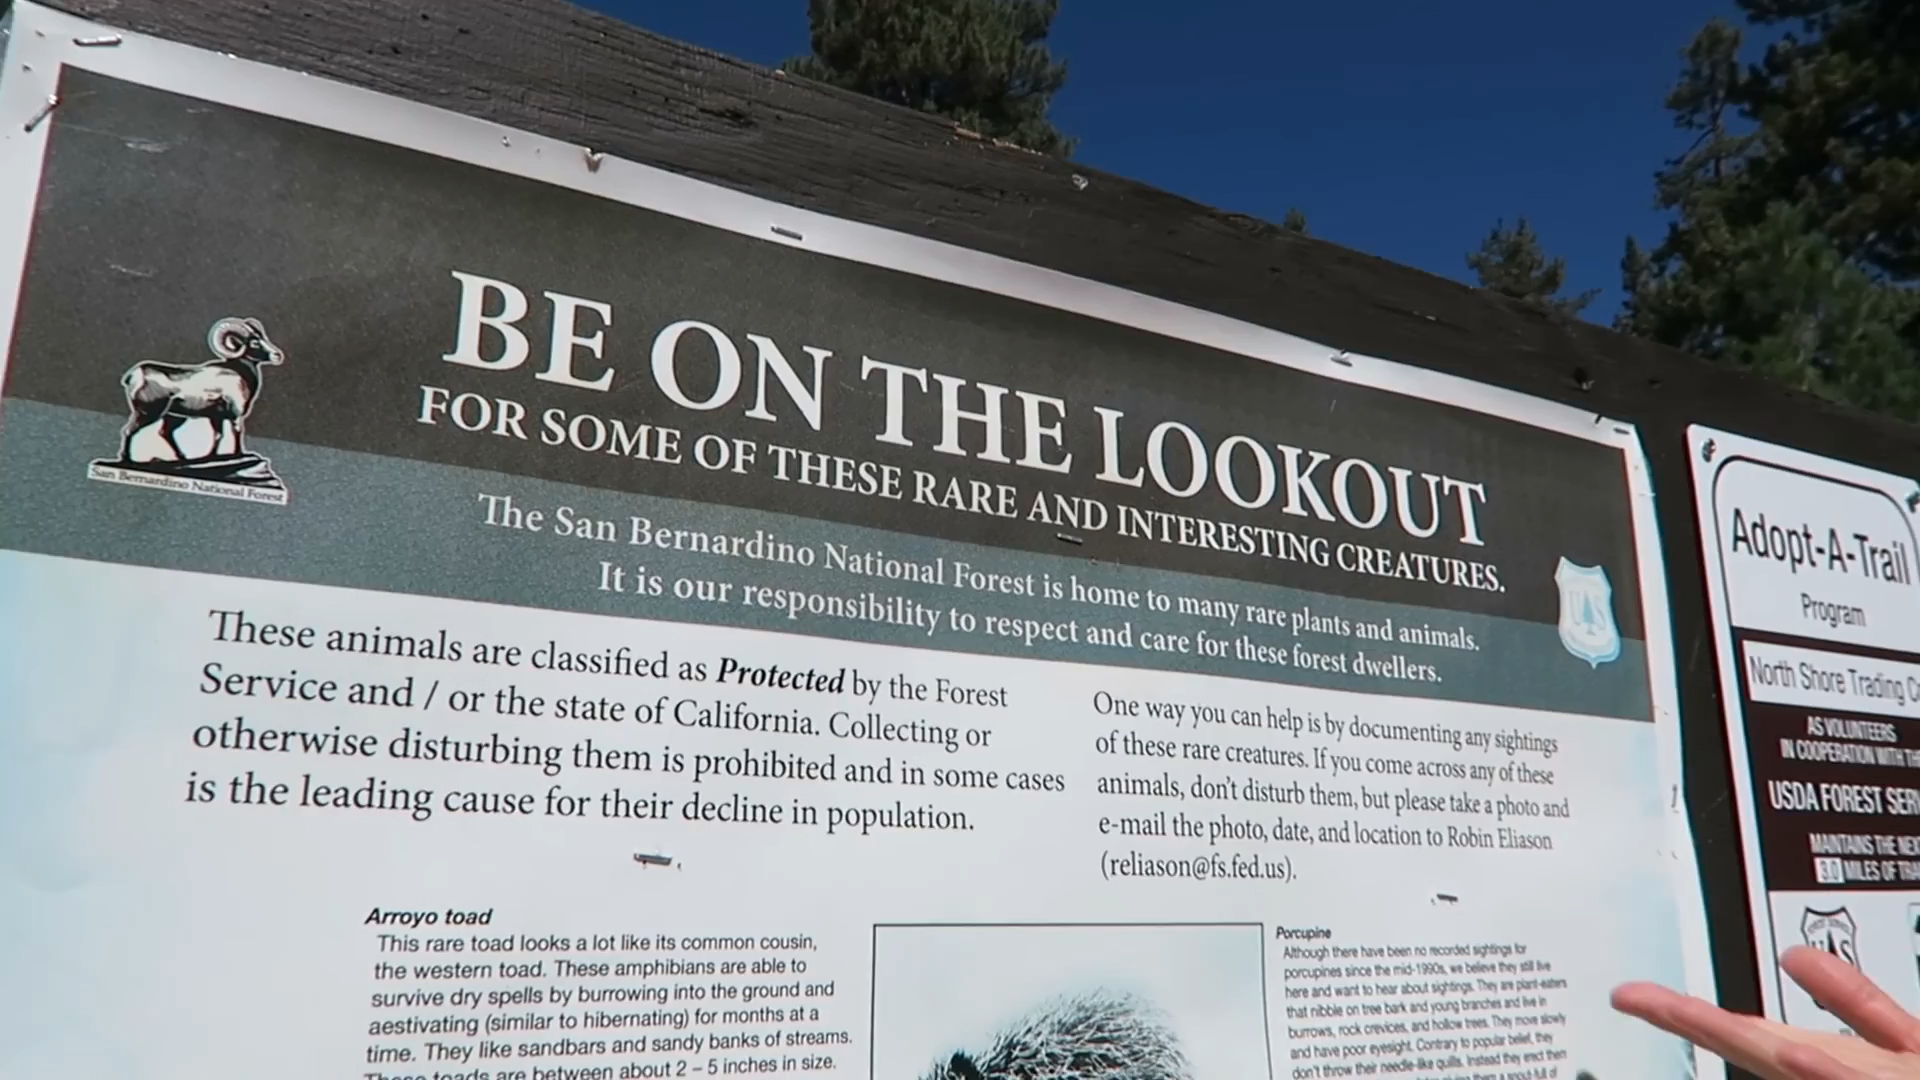 BE ON THE LOOKOUT
FOR SOME OF THESE RARE AND INTERESTING CREATURES.
San Bernardino National Forest
The San Bernardino National Forest is home to many rare plants and animals.
It is our responsibility to respect and care for these forest dwellers.
U S
These animals are classified as Protected by the Forest
Service and / or the state of California. Collecting or
otherwise disturbing them is prohibited and in some cases
is the leading cause for their decline in population.
One way you can help is by documenting any sightings
of these rare creatures. If you come across any of these
animals, don't disturb them, but please take a photo and
e-mail the photo, date, and location to Robin Eliason
(reliason@fs.fed.us).
Arroyo toad
This rare toad looks a lot like its common cousin,
the western toad. These amphibians are able to
survive dry spells by burrowing into the ground and
aestivating (similar to hibernating) for months at a
time. They like sandbars and sandy banks of streams.
These toads are between about 2 – 5 inches in size.
Porcupine
Although there have been no recorded sightings for
porcupines since the mid-1990s, we believe they still live
here and want to hear about sightings. They are plant-eaters
that nibble on tree bark and young branches and live in
burrows, rock crevices, and hollow trees. They move slowly
and have poor eyesight. Contrary to popular belief, they
don't throw their needle-like quills. Instead they erect them
Adopt-A-Trail
Program
North Shore Trading
AS VOLUNTEERS
IN COOPERATION WITH
USDA FOREST
MAINTAINS THE
3.0 MILES OF
U S